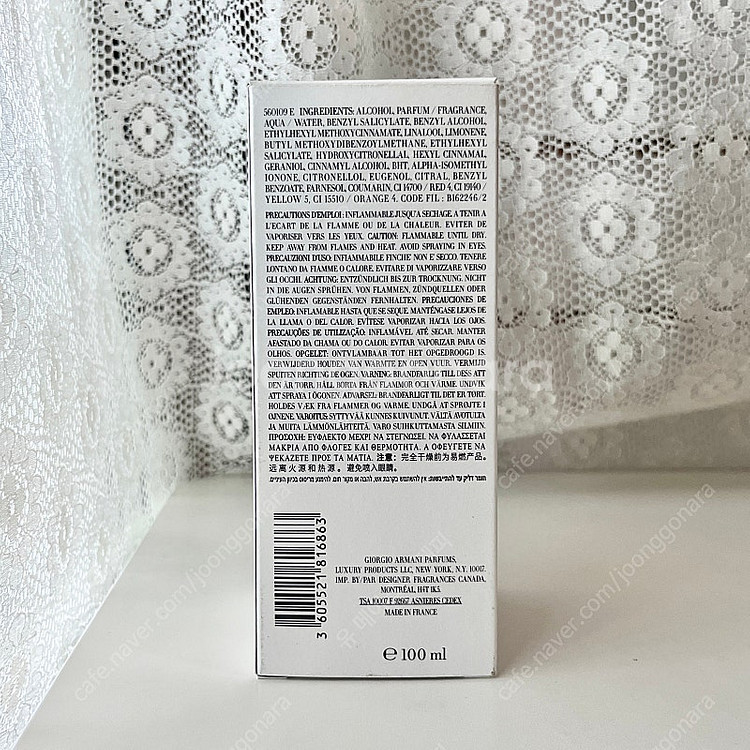 560109 E INGREDIENTS: ALCOHOL, PARFUM / FRAGRANCE,
AQUA / WATER, BENZYL SALICYLATE, BENZYL ALCOHOL,
ETHYLHEXYL METHOXYCINNAMATE, LINALOOL, LIMONENE,
BUTYL METHOXYDIBENZOYLMETHANE, ETHYLHEXYL
SALICYLATE, HYDROXYCITRONELLAL, HEXYL CINNAMAL,
GERANIOL, CINNAMYL ALCOHOL, BHT, ALPHA-ISOMETHYL
IONONE, CITRONELLOL, EUGENOL, CITRAL, BENZYL
BENZOATE, FARNESOL, COUMARIN, CI 14700 / RED 4, CI 19140 /
YELLOW 5, CI 15510 / ORANGE 4. CODE FIL : B162246/2
PRECAUTIONS D'EMPLOI: INFLAMMABLE JUSQU'A SECHAGE. A TENIR A
L'ECART DE LA FLAMME OU DE LA CHALEUR. EVITER DE
VAPORISER VERS LES YEUX. CAUTION: FLAMMABLE UNTIL DRY.
KEEP AWAY FROM FLAMES AND HEAT. AVOID SPRAYING IN EYES.
PRECAUZIONI D'USO: INFIAMMABILE FINCHE' NON E' SECCO. TENERE
LONTANO DA FIAMME O CALORE. EVITARE DI VAPORIZZARE VERSO
GLI OCCHI. ACHTUNG: ENTZÜNDLICH BIS ZUR TROCKNUNG. NICHT
IN DIE AUGEN SPRÜHEN. VON FLAMMEN, ZÜNDQUELLEN ODER
GLÜHENDEN GEGENSTÄNDEN FERNHALTEN. PRECAUCIONES DE
EMPLEO: INFLAMABLE HASTA QUE SE SEQUE. MANTÉNGASE LEJOS DE
LA LLAMA O DEL CALOR. EVÍTESE VAPORIZAR HACIA LOS OJOS.
PRECAUÇÕES DE UTILIZAÇÃO: INFLAMÁVEL ATÉ SECAR. MANTER
AFASTADO DA CHAMA OU DO CALOR. EVITAR VAPORIZAR PARA OS
OLHOS. OPGELET: ONTVLAMBAAR TOT HET OPGEDROOGD IS.
VERWIJDERD HOUDEN VAN WARMTE EN OPEN VUUR. VERMIJD
SPUITEN RICHTING DE OGEN. VARNING: BRANDFARLIG TILL DESS ATT
DEN ÄR TORR. HÅLL BORTA FRÅN FLAMMOR OCH VÄRME. UNDVIK
ATT SPRAYA I ÖGONEN. ADVARSEL: BRANDFARLIGT TIL DET ER TØRT.
HOLDES VÆK FRA FLAMMER OG VARME. UNDGÅ AT SPRØJTE I
ØJNENE. VAROITUS: SYTTYVÄÄ KUNNES KUIVUNUT. VÄLTÄ AVOTULTA
JA MUITA LÄMMÖNLÄHTEITÄ. VARO SUIHKUTTAMASTA SILMIIN.
ΠΡΟΣΟΧΗ: ΕΥΦΛΕΚΤΟ ΜΕΧΡΙ ΝΑ ΣΤΕΓΝΩΣΕΙ. ΝΑ ΦΥΛΑΣΣΕΤΑΙ
ΜΑΚΡΙΑ ΑΠΟ ΦΛΟΓΕΣ ΚΑΙ ΘΕΡΜΟΤΗΤΑ. ΑΠΟΦΕΥΓΕΤΕ ΝΑ
ΨΕΚΑΖΕΤΕ ΠΡΟΣ ΤΑ ΜΑΤΙΑ. 注意: 完全干燥前为易燃产品。
远离火源和热源。避免喷入眼睛。
3 605521 816863
GIORGIO ARMANI PARFUMS,
LUXURY PRODUCTS LLC, NEW YORK, N.Y. 10017.
IMP. BY/PAR DESIGNER FRAGRANCES CANADA,
MONTRÉAL, H4T 1K5.
TSA 10007 F 92667 ASNIERES CEDEX
MADE IN FRANCE
℮ 100 ml
cafe.naver.com/joonggonara